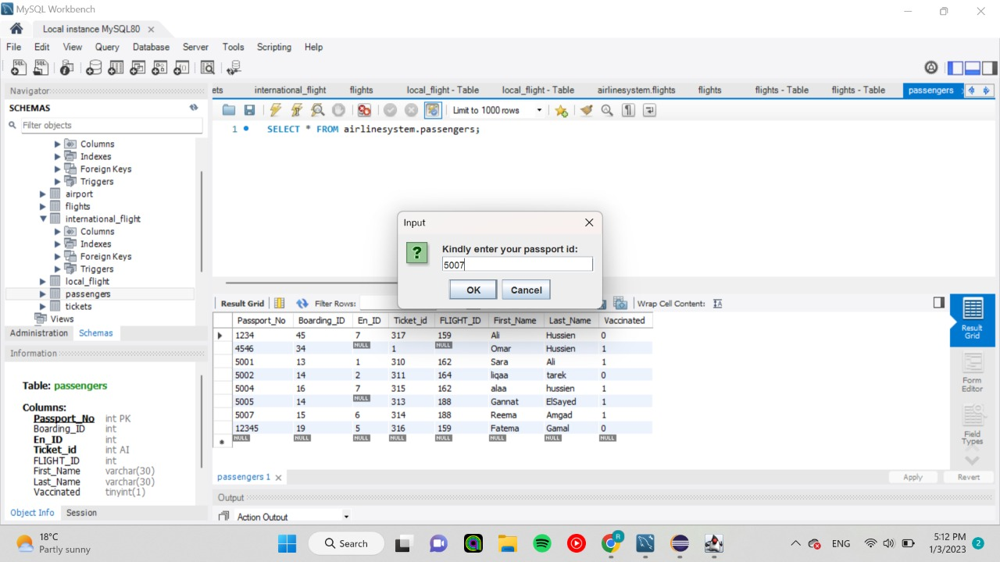 MySQL Workbench
Local instance MySQL80
File Edit View Query Database Server Tools Scripting Help
Navigator
SCHEMAS
Filter objects
Columns
Indexes
Foreign Keys
Triggers
airport
flights
international_flight
Columns
Indexes
Foreign Keys
Triggers
local_flight
passengers
tickets
Views
Administration Schemas
Information
Table: passengers
Columns:
Passport_No int PK
Boarding_ID int
En_ID int
Ticket_id int AI
FLIGHT_ID int
First_Name varchar(30)
Last_Name varchar(30)
Vaccinated tinyint(1)
Object Info Session
ets international_flight flights local_flight - Table local_flight - Table airlinesystem.flights flights flights - Table flights - Table passengers
Limit to 1000 rows
1 SELECT * FROM airlinesystem.passengers;
Input
Kindly enter your passport id:
5007
OK Cancel
Result Grid Filter Rows: Wrap Cell Content:
Passport_No Boarding_ID En_ID Ticket_id FLIGHT_ID First_Name Last_Name Vaccinated
1234 45 7 317 159 Ali Hussien 0
4546 34 NULL 1 NULL Omar Hussien 1
5001 13 1 310 162 Sara Ali 1
5002 14 2 311 164 liqaa tarek 0
5004 16 7 315 162 alaa hussien 1
5005 14 NULL 313 188 Gannat ElSayed 1
5007 15 6 314 188 Reema Amgad 1
12345 19 5 316 159 Fatema Gamal 0
NULL NULL NULL NULL NULL NULL NULL NULL
Result Grid
Form Editor
Field Types
passengers 1
Apply Revert
Output
Action Output
18°C
Partly sunny
Search
R
ENG
5:12 PM
1/3/2023
2